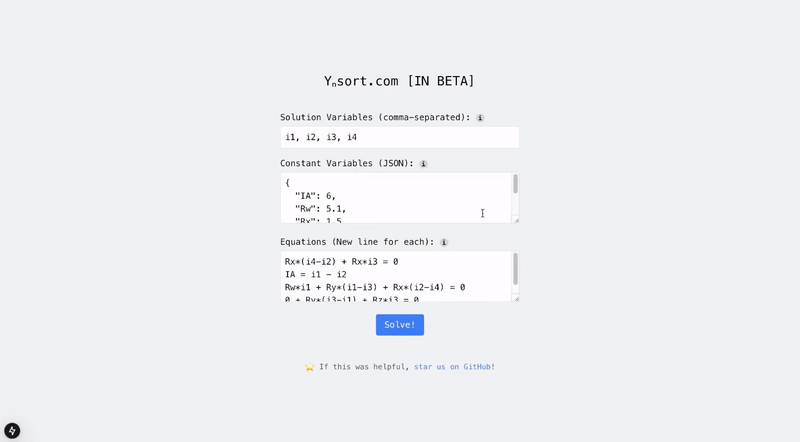 Yₙsort.com [IN BETA]
Solution Variables (comma-separated): i
i1, i2, i3, i4
Constant Variables (JSON): i
{
"IA": 6,
"Rw": 5.1,
"Rx": 1.5
Equations (New line for each): i
Rx*(i4-i2) + Rx*i3 = 0
IA = i1 - i2
Rw*i1 + Ry*(i1-i3) + Rx*(i2-i4) = 0
0 + Ry*(i3-i1) + Rz*i3 = 0
Solve!
⭐ If this was helpful, star us on GitHub!